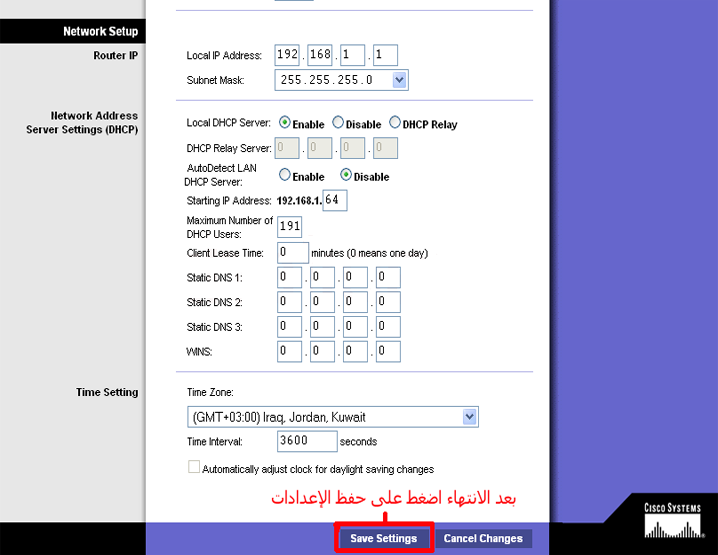 Network Setup
Router IP
Local IP Address: 192 . 168 . 1 . 1
Subnet Mask: 255.255.255.0
Network Address
Server Settings (DHCP)
Local DHCP Server: Enable Disable DHCP Relay
DHCP Relay Server: 0 . 0 . 0 . 0
AutoDetect LAN
DHCP Server: Enable Disable
Starting IP Address: 192.168.1. 64
Maximum Number of
DHCP Users: 191
Client Lease Time: 0 minutes (0 means one day)
Static DNS 1: 0 . 0 . 0 . 0
Static DNS 2: 0 . 0 . 0 . 0
Static DNS 3: 0 . 0 . 0 . 0
WINS: 0 . 0 . 0 . 0
Time Setting
Time Zone:
(GMT+03:00) Iraq, Jordan, Kuwait
Time Interval: 3600 seconds
Automatically adjust clock for daylight saving changes
بعد الانتهاء اضغط على حفظ الإعدادات
Save Settings Cancel Changes
CISCO SYSTEMS